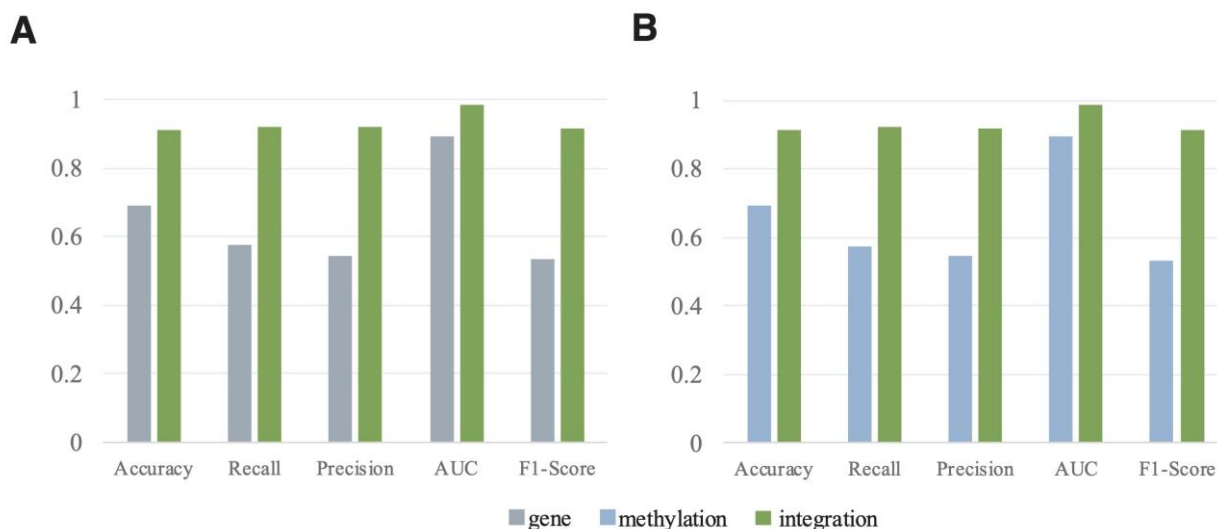 A
B
1
0.8
0.6
0.4
0.2
0
Accuracy Recall Precision AUC F1-Score
1
0.8
0.6
0.4
0.2
0
Accuracy Recall Precision AUC F1-Score
gene methylation integration